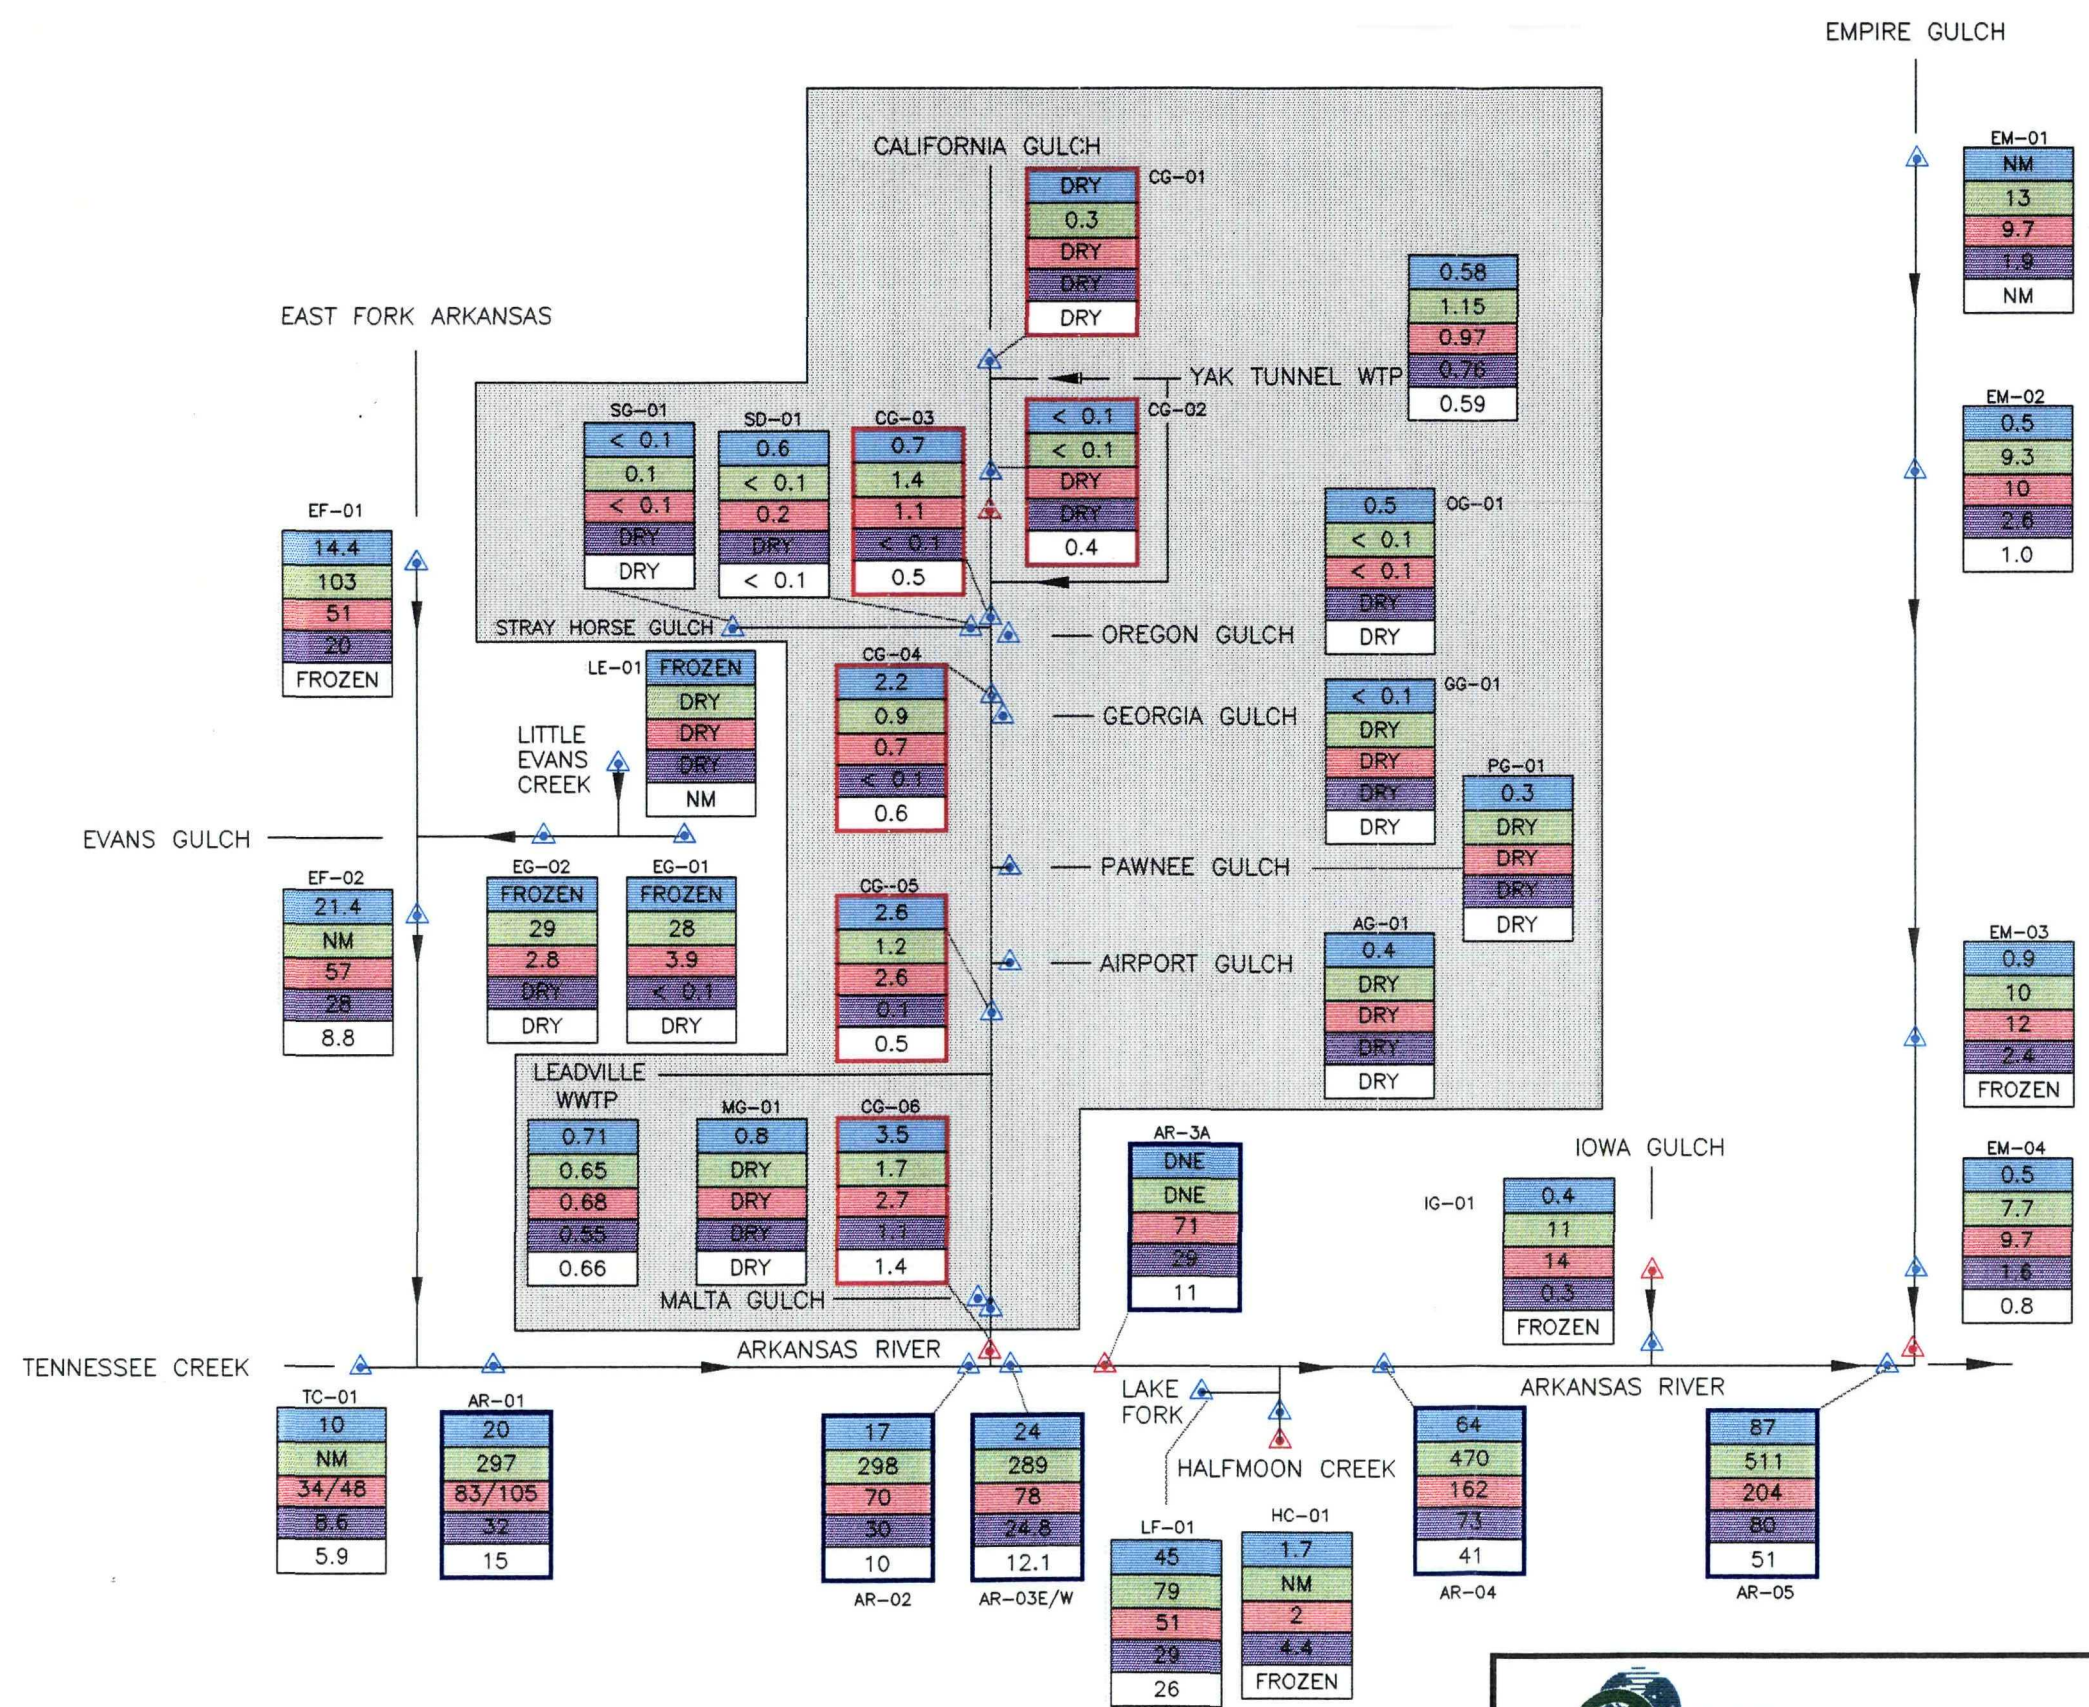 EMPIRE GULCH
EM-01
NM
13
9.7
1.9
NM
CALIFORNIA GULCH
CG-01
DRY
0.3
DRY
DRY
DRY
0.58
1.15
0.97
0.76
0.59
YAK TUNNEL WTP
EAST FORK ARKANSAS
SG-01
< 0.1
0.1
< 0.1
DRY
DRY
SD-01
0.6
< 0.1
0.2
DRY
< 0.1
CG-03
0.7
1.4
1.1
< 0.1
0.5
CG-02
< 0.1
< 0.1
DRY
DRY
0.4
EM-02
0.5
9.3
10
2.6
1.0
OG-01
0.5
< 0.1
< 0.1
DRY
DRY
EF-01
14.4
103
51
20
FROZEN
STRAY HORSE GULCH
OREGON GULCH
LE-01
FROZEN
DRY
DRY
DRY
NM
CG-04
2.2
0.9
0.7
< 0.1
0.6
GEORGIA GULCH
GG-01
< 0.1
DRY
DRY
DRY
DRY
LITTLE
EVANS
CREEK
PG-01
0.3
DRY
DRY
DRY
DRY
EVANS GULCH
PAWNEE GULCH
EF-02
21.4
NM
57
28
8.8
EG-02
FROZEN
29
2.8
DRY
DRY
EG-01
FROZEN
28
3.9
< 0.1
DRY
CG-05
2.6
1.2
2.6
0.1
0.5
AIRPORT GULCH
AG-01
0.4
DRY
DRY
DRY
DRY
EM-03
0.9
10
12
2.4
FROZEN
LEADVILLE
WWTP
0.71
0.65
0.68
0.55
0.66
MG-01
0.8
DRY
DRY
DRY
DRY
CG-06
3.5
1.7
2.7
1.1
1.4
MALTA GULCH
AR-3A
DNE
DNE
71
29
11
IOWA GULCH
IG-01
0.4
11
14
0.3
FROZEN
EM-04
0.5
7.7
9.7
1.6
0.8
TENNESSEE CREEK
ARKANSAS RIVER
LAKE
FORK
ARKANSAS RIVER
TC-01
10
NM
34/48
8.6
5.9
AR-01
20
297
83/105
32
15
17
298
70
30
10
AR-02
24
289
78
24.8
12.1
AR-03E/W
HALFMOON CREEK
LF-01
45
79
51
29
26
HC-01
1.7
NM
2
4.4
FROZEN
64
470
162
73
41
AR-04
87
511
204
80
51
AR-05